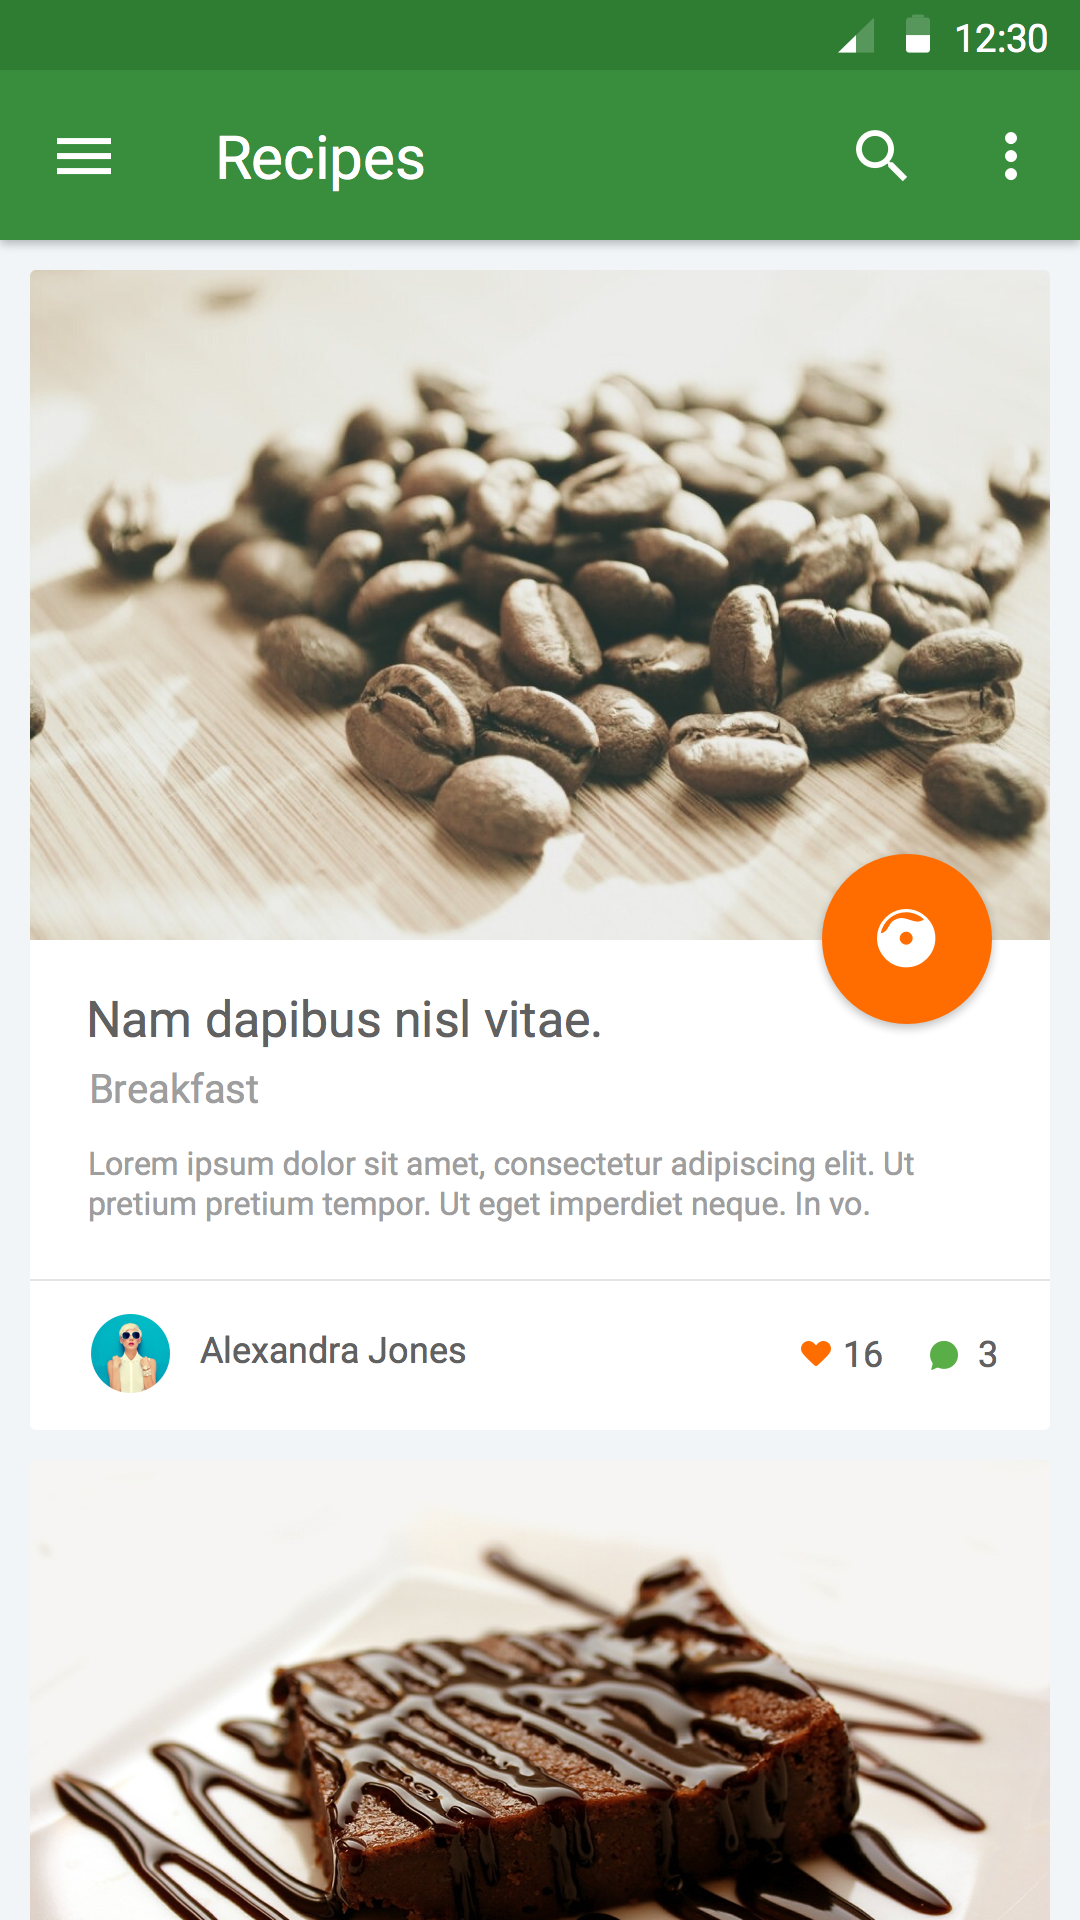 12:30
Recipes
Nam dapibus nisl vitae.
Breakfast
Lorem ipsum dolor sit amet, consectetur adipiscing elit. Ut
pretium pretium tempor. Ut eget imperdiet neque. In vo.
Alexandra Jones
16
3